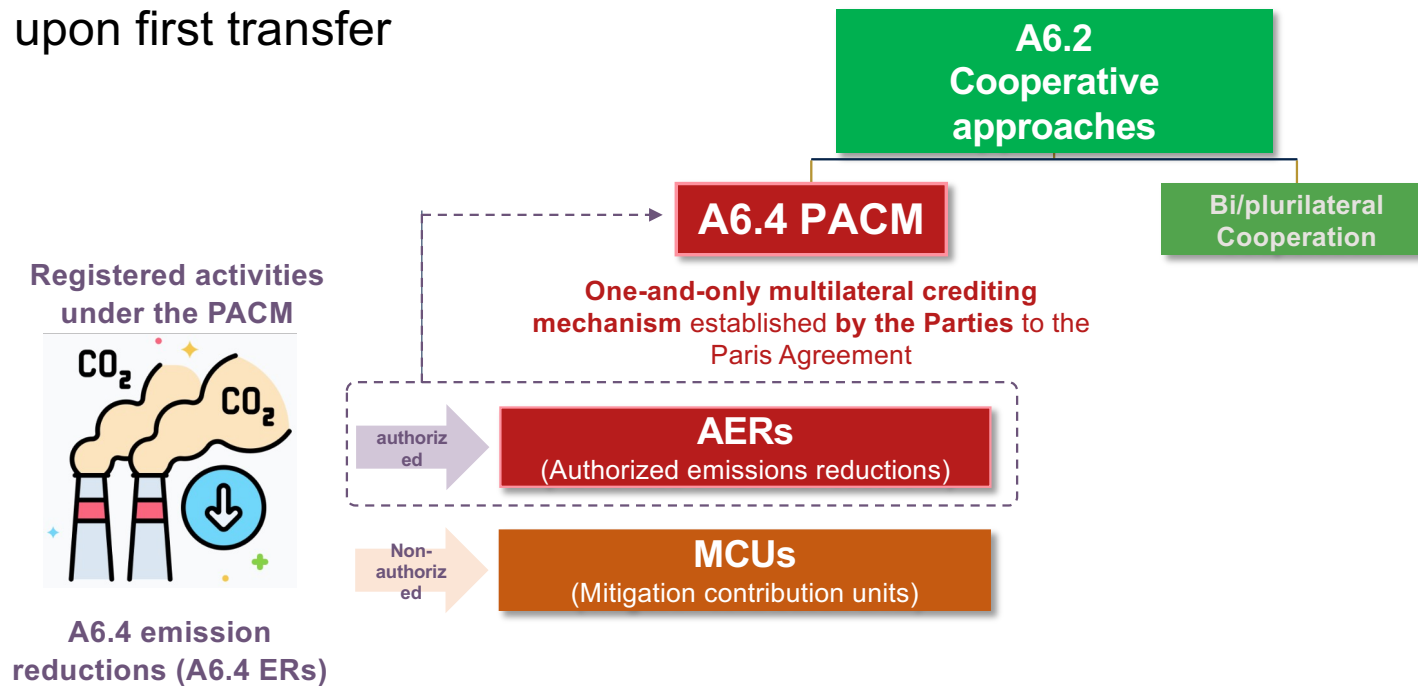 upon first transfer
A6.2
Cooperative
approaches
A6.4 PACM
Bi/plurilateral
Cooperation
Registered activities
under the PACM
One-and-only multilateral crediting
mechanism established by the Parties to the
Paris Agreement
CO₂
CO₂
authoriz
ed
AERs
(Authorized emissions reductions)
Non-
authoriz
ed
MCUs
(Mitigation contribution units)
A6.4 emission
reductions (A6.4 ERs)